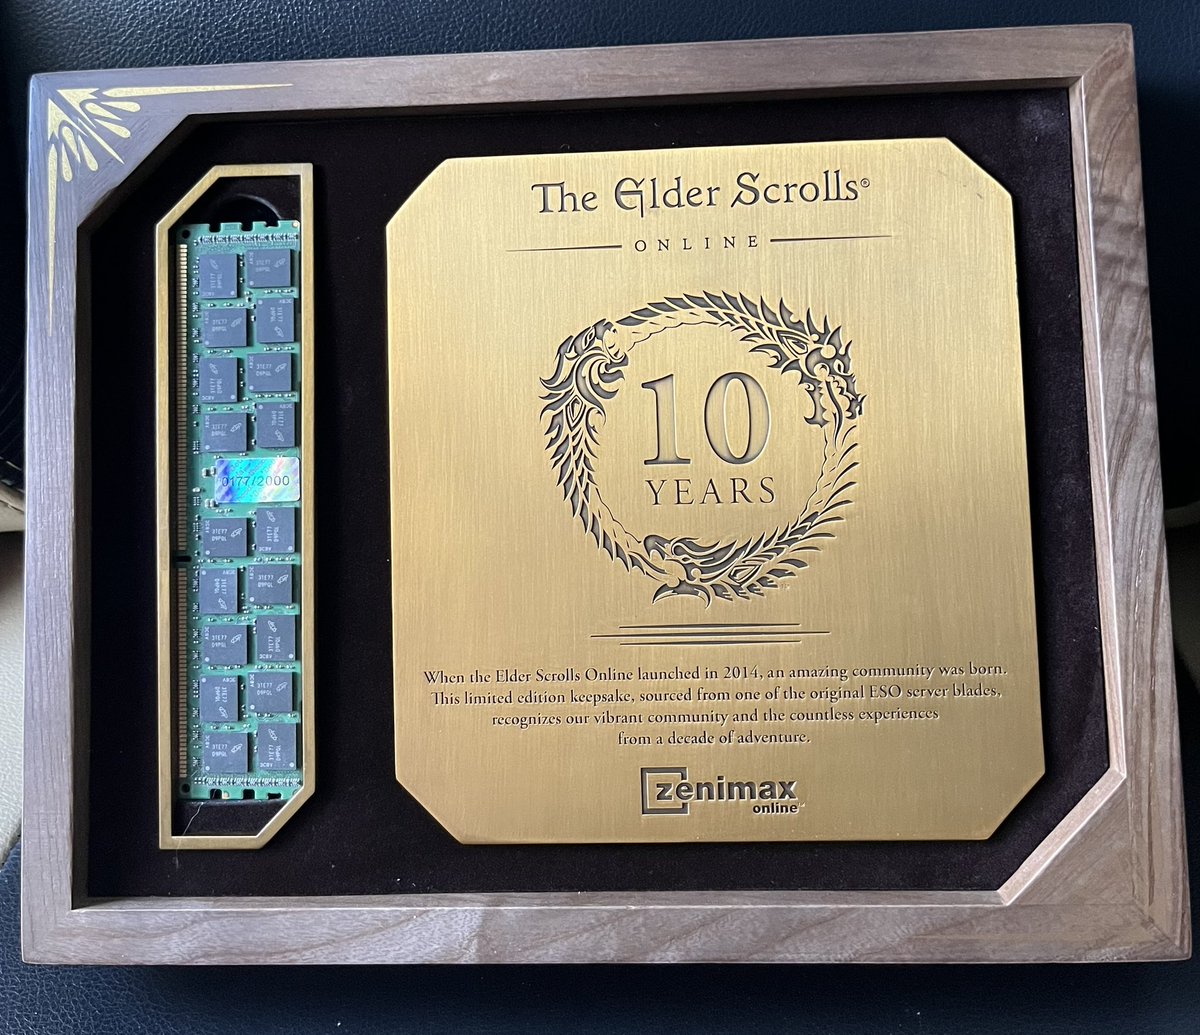 The Elder Scrolls®
ONLINE
10
YEARS
When the Elder Scrolls Online launched in 2014, an amazing community was born.
This limited edition keepsake, sourced from one of the original ESO server blades,
recognizes our vibrant community and the countless experiences
from a decade of adventure.
zenimax
online
0177/2000
31E77
D9PQL